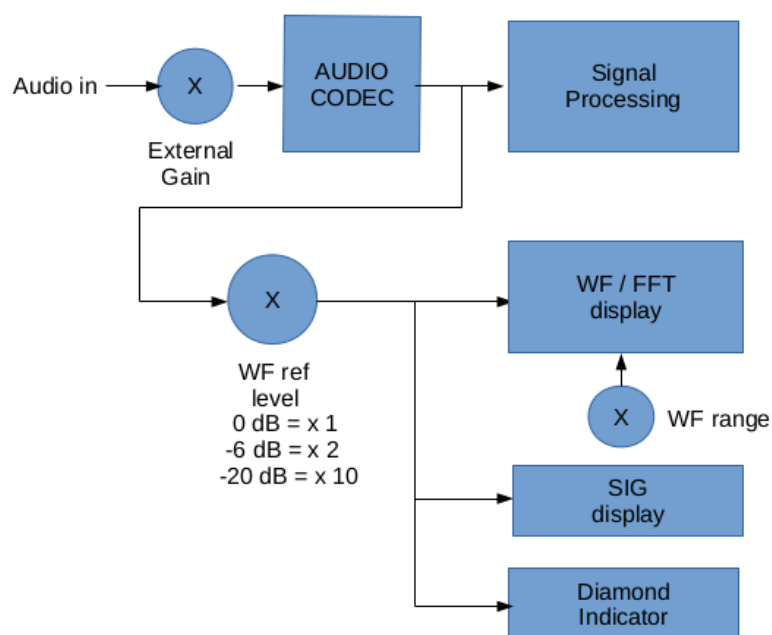 Audio in
X
External
Gain
AUDIO
CODEC
Signal
Processing
X
WF ref
level
0 dB = x 1
-6 dB = x 2
-20 dB = x 10
WF / FFT
display
X
WF range
SIG
display
Diamond
Indicator